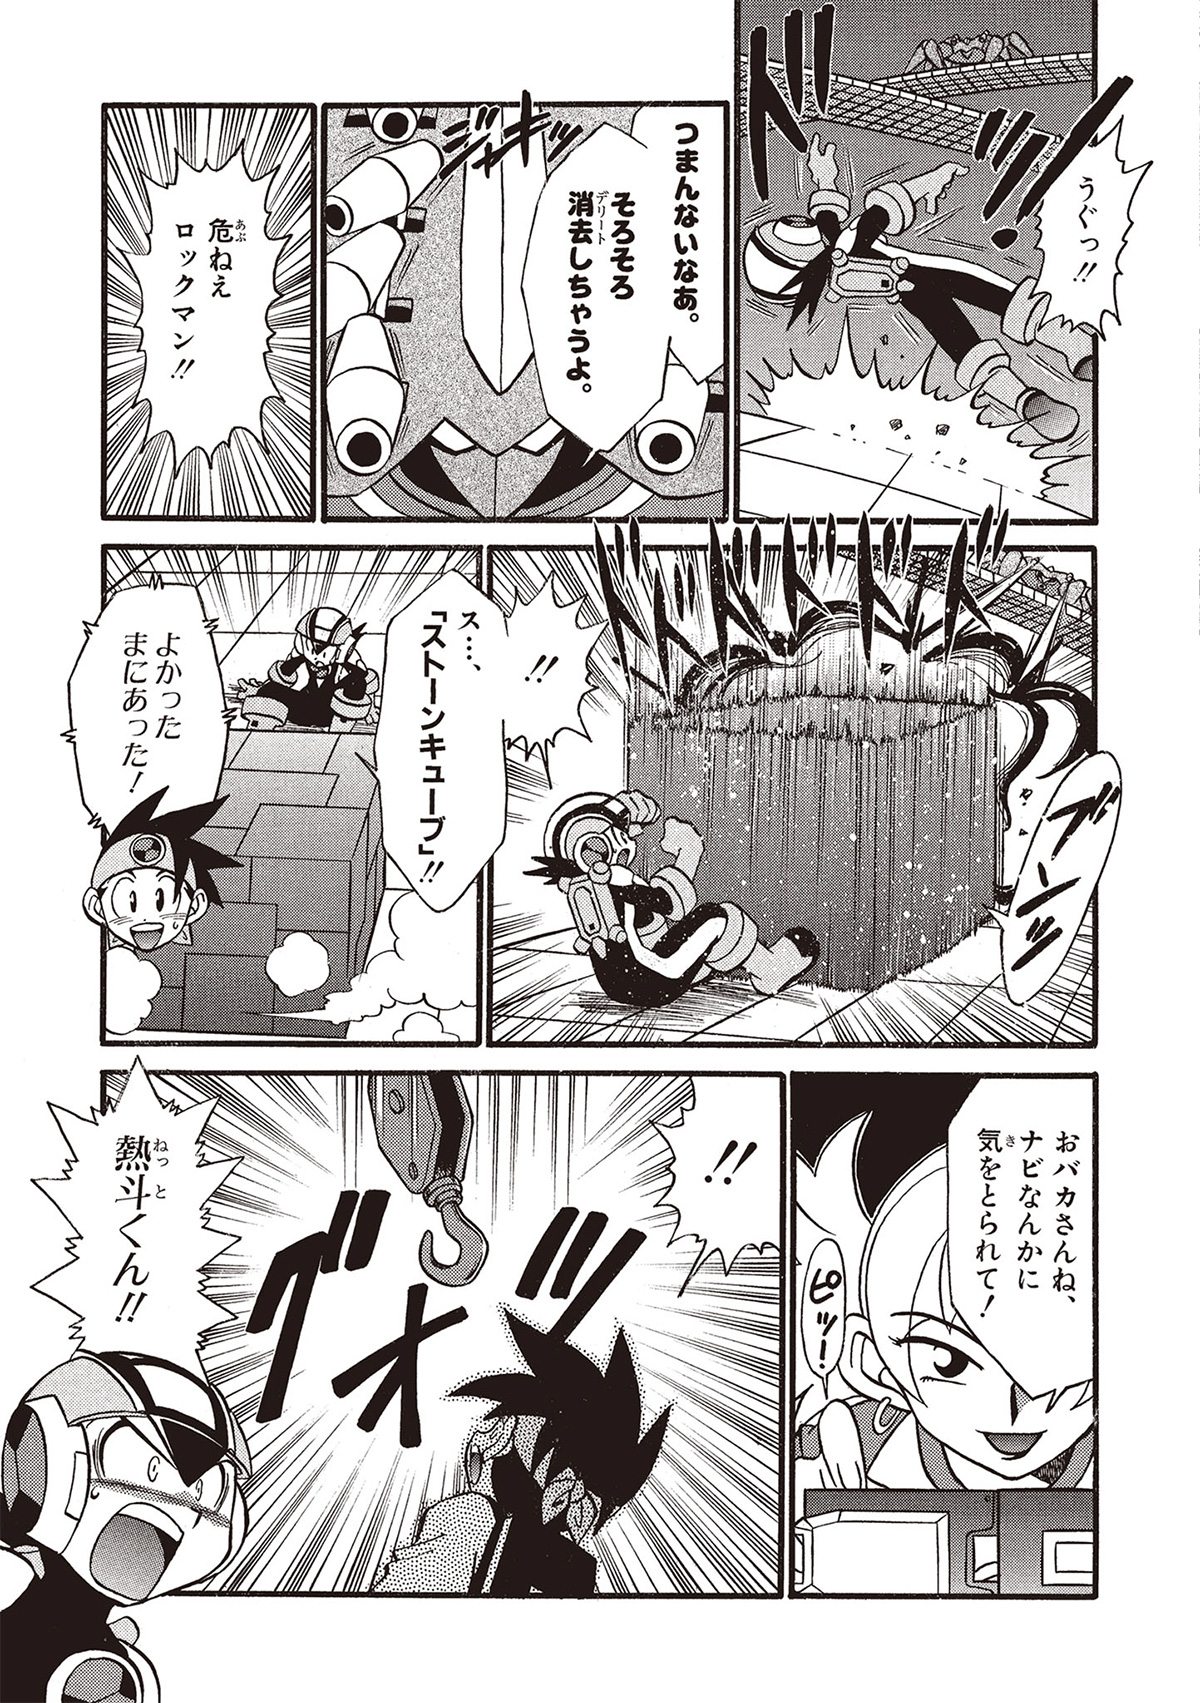 うぐっ!!
ドドッ!
つまんないなあ。
そろそろ
消去しちゃうよ。
デリート
ジャキッ
危ねえ
あぶ
ロックマン!!
ドドドドド
!!
ブーンッ
ス…、
「ストーンキューブ」!!
よかった
まにあった!
おバカさんね、
ナビなんかに
気をとられて!
き
ピッ!
!!
グオッ
熱斗くん!!
ねっと